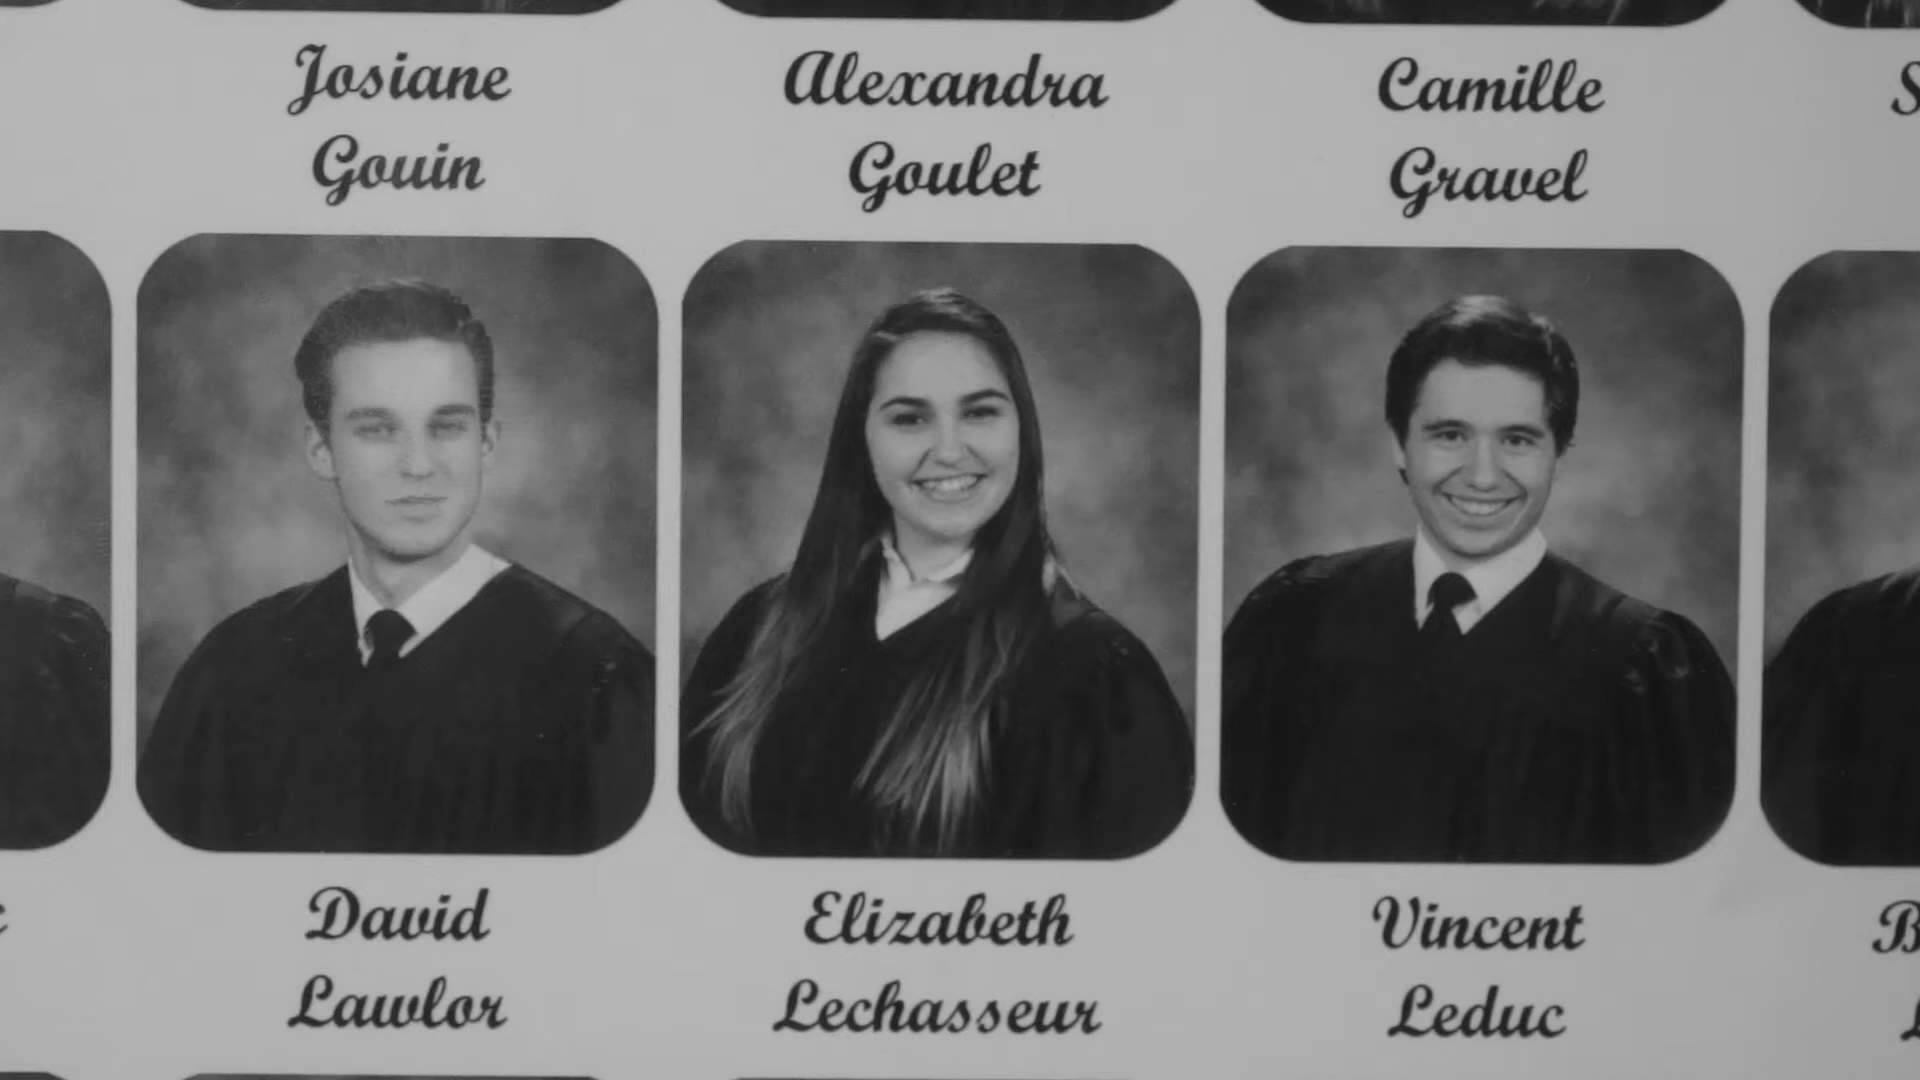 Josiane
Gouin
Alexandra
Goulet
Camille
Gravel
David
Lawlor
Elizabeth
Lechasseur
Vincent
Leduc